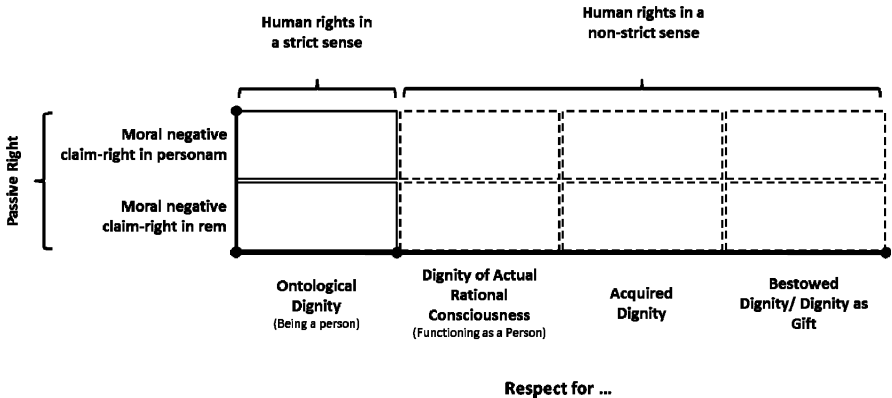 Human rights in
a strict sense
Human rights in a
non-strict sense
Passive Right
Moral negative
claim-right in personam
Moral negative
claim-right in rem
Ontological
Dignity
(Being a person)
Dignity of Actual
Rational
Consciousness
(Functioning as a Person)
Acquired
Dignity
Bestowed
Dignity/ Dignity as
Gift
Respect for ...